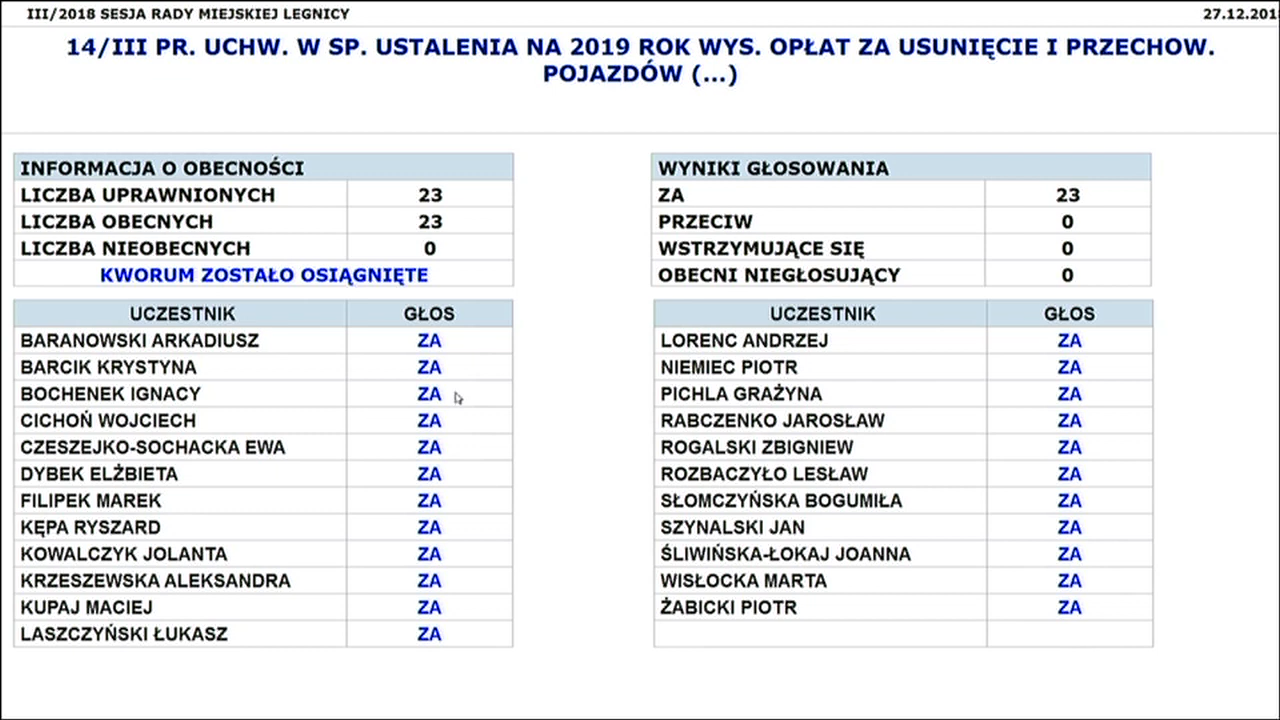 III/2018 SESJA RADY MIEJSKIEJ LEGNICY
27.12.201
14/III PR. UCHW. W SP. USTALENIA NA 2019 ROK WYS. OPŁAT ZA USUNIĘCIE I PRZECHOW.
POJAZDÓW (...)
INFORMACJA O OBECNOŚCI
LICZBA UPRAWNIONYCH 23
LICZBA OBECNYCH 23
LICZBA NIEOBECNYCH 0
KWORUM ZOSTAŁO OSIĄGNIĘTE
WYNIKI GŁOSOWANIA
ZA 23
PRZECIW 0
WSTRZYMUJĄCE SIĘ 0
OBECNI NIEGŁOSUJĄCY 0
UCZESTNIK GŁOS
BARANOWSKI ARKADIUSZ ZA
BARCIK KRYSTYNA ZA
BOCHENEK IGNACY ZA
CICHOŃ WOJCIECH ZA
CZESZEJKO-SOCHACKA EWA ZA
DYBEK ELŻBIETA ZA
FILIPEK MAREK ZA
KĘPA RYSZARD ZA
KOWALCZYK JOLANTA ZA
KRZESZEWSKA ALEKSANDRA ZA
KUPAJ MACIEJ ZA
LASZCZYŃSKI ŁUKASZ ZA
UCZESTNIK GŁOS
LORENC ANDRZEJ ZA
NIEMIEC PIOTR ZA
PICHLA GRAŻYNA ZA
RABCZENKO JAROSŁAW ZA
ROGALSKI ZBIGNIEW ZA
ROZBACZYŁO LESŁAW ZA
SŁOMCZYŃSKA BOGUMIŁA ZA
SZYNALSKI JAN ZA
ŚLIWIŃSKA-ŁOKAJ JOANNA ZA
WISŁOCKA MARTA ZA
ŻABICKI PIOTR ZA